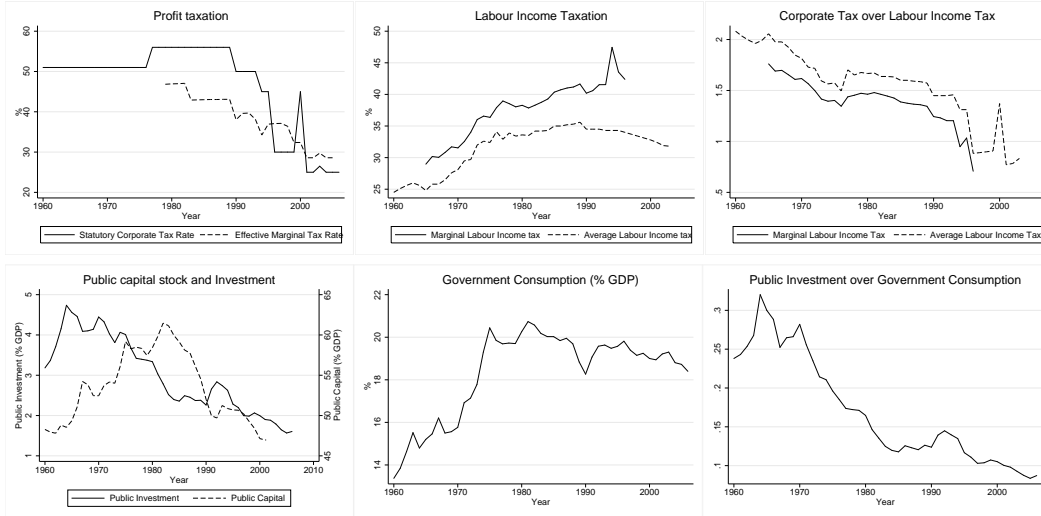 Profit taxation
60
50
40
30
20
%
1960 1970 1980 1990 2000
Year
Statutory Corporate Tax Rate Effective Marginal Tax Rate
Labour Income Taxation
50
45
40
35
30
25
%
1960 1970 1980 1990 2000
Year
Marginal Labour Income tax Average Labour Income tax
Corporate Tax over Labour Income Tax
2
1.5
1
.5
1960 1970 1980 1990 2000
Year
Marginal Labour Income Tax Average Labour Income Tax
Public capital stock and Investment
5
4
3
2
1
Public Investment (% GDP)
65
60
55
50
45
Public Capital (% GDP)
1960 1970 1980 1990 2000 2010
Year
Public Investment Public Capital
Government Consumption (% GDP)
22
20
18
16
14
%
1960 1970 1980 1990 2000
Year
Public Investment over Government Consumption
.3
.25
.2
.15
.1
1960 1970 1980 1990 2000
Year